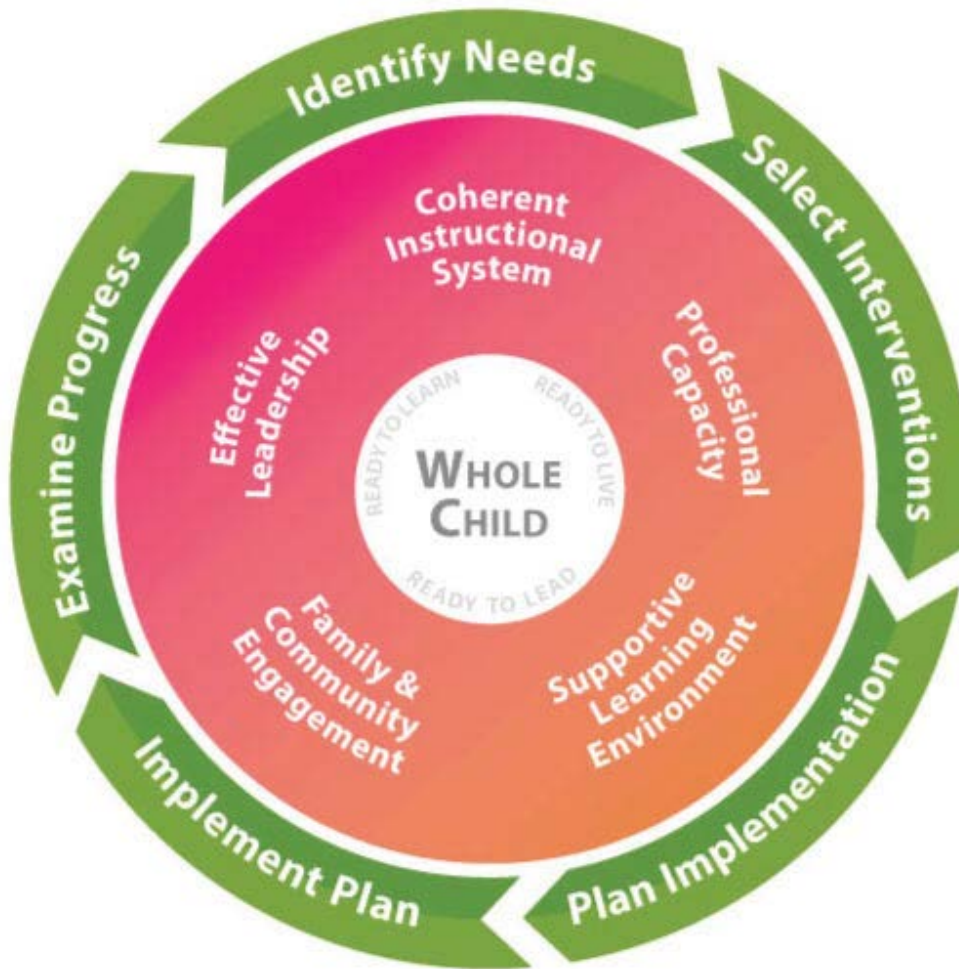 Identify Needs
Select Interventions
Plan Implementation
Implement Plan
Examine Progress
Coherent
Instructional
System
Professional
Capacity
Supportive
Learning
Environment
Family &
Community
Engagement
Effective
Leadership
READY TO LEARN
READY TO LIVE
READY TO LEAD
WHOLE
CHILD